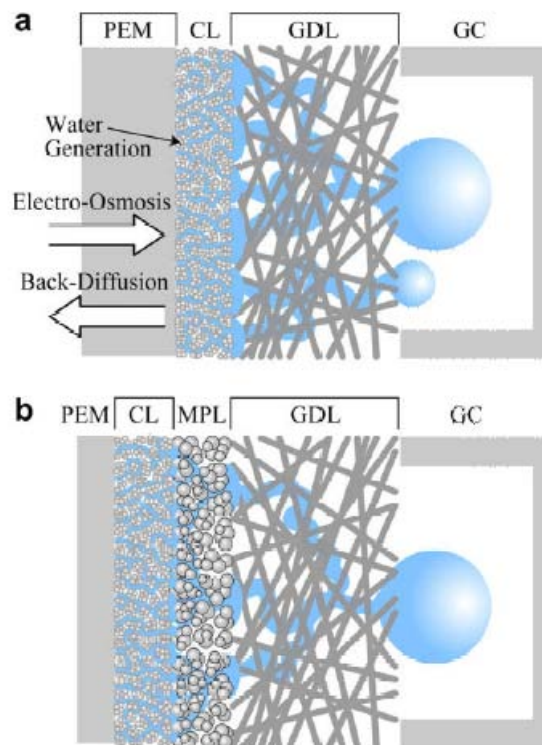 a
PEM CL GDL GC
Water
Generation
Electro-Osmosis
Back-Diffusion
b
PEM CL MPL GDL GC